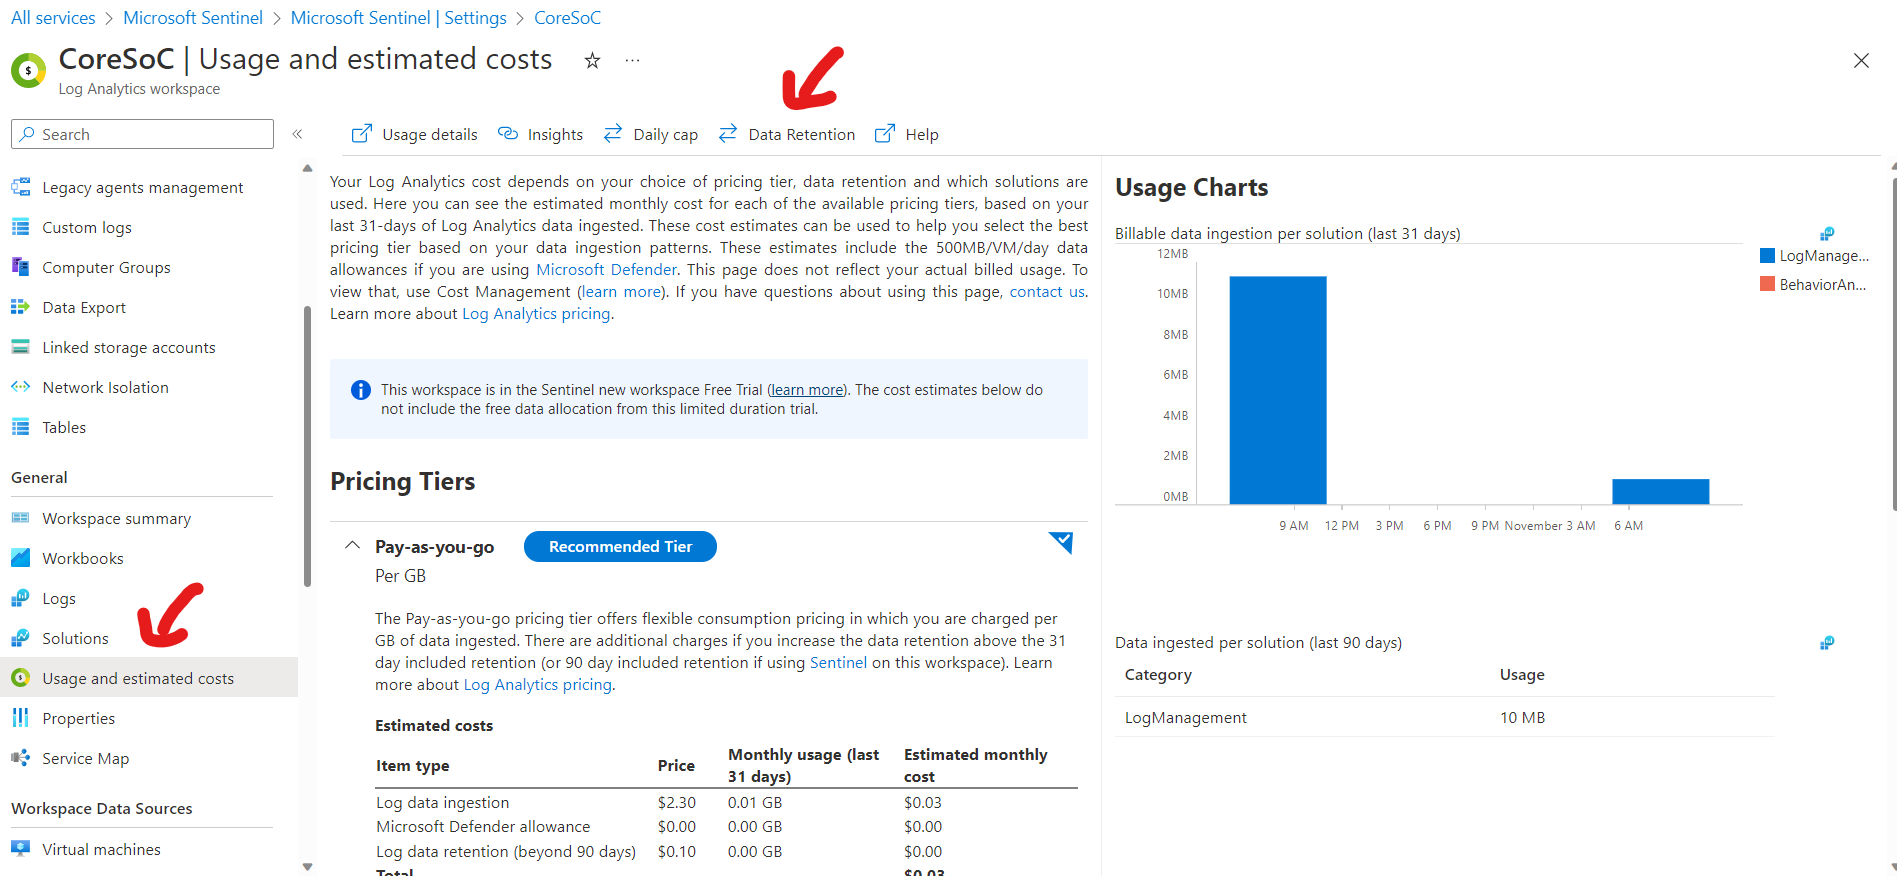 All services > Microsoft Sentinel > Microsoft Sentinel | Settings > CoreSoC
CoreSoC | Usage and estimated costs
Log Analytics workspace
Search
Usage details
Insights
Daily cap
Data Retention
Help
Legacy agents management
Custom logs
Computer Groups
Data Export
Linked storage accounts
Network Isolation
Tables
General
Workspace summary
Workbooks
Logs
Solutions
Usage and estimated costs
Properties
Service Map
Workspace Data Sources
Virtual machines
Your Log Analytics cost depends on your choice of pricing tier, data retention and which solutions are
used. Here you can see the estimated monthly cost for each of the available pricing tiers, based on your
last 31-days of Log Analytics data ingested. These cost estimates can be used to help you select the best
pricing tier based on your data ingestion patterns. These estimates include the 500MB/VM/day data
allowances if you are using Microsoft Defender. This page does not reflect your actual billed usage. To
view that, use Cost Management (learn more). If you have questions about using this page, contact us.
Learn more about Log Analytics pricing.
This workspace is in the Sentinel new workspace Free Trial (learn more). The cost estimates below do
not include the free data allocation from this limited duration trial.
Pricing Tiers
Pay-as-you-go
Recommended Tier
Per GB
The Pay-as-you-go pricing tier offers flexible consumption pricing in which you are charged per
GB of data ingested. There are additional charges if you increase the data retention above the 31
day included retention (or 90 day included retention if using Sentinel on this workspace). Learn
more about Log Analytics pricing.
Estimated costs
Item type Price Monthly usage (last 31 days) Estimated monthly cost
Log data ingestion $2.30 0.01 GB $0.03
Microsoft Defender allowance $0.00 0.00 GB $0.00
Log data retention (beyond 90 days) $0.10 0.00 GB $0.00
Total $0.03
Usage Charts
Billable data ingestion per solution (last 31 days)
12MB
10MB
8MB
6MB
4MB
2MB
0MB
9 AM 12 PM 3 PM 6 PM 9 PM November 3 AM 6 AM
LogManage...
BehaviorAn...
Data ingested per solution (last 90 days)
Category Usage
LogManagement 10 MB